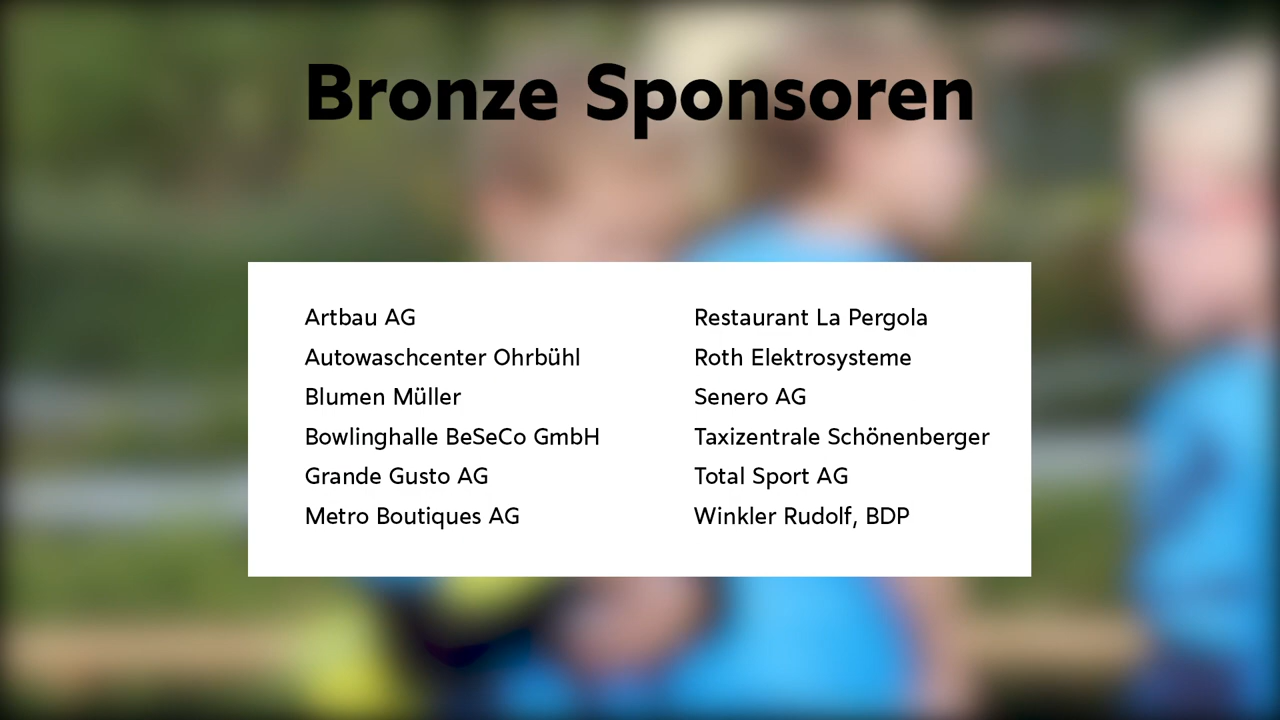 Bronze Sponsoren
Artbau AG
Autowaschcenter Ohrbühl
Blumen Müller
Bowlinghalle BeSeCo GmbH
Grande Gusto AG
Metro Boutiques AG
Restaurant La Pergola
Roth Elektrosysteme
Senero AG
Taxizentrale Schönenberger
Total Sport AG
Winkler Rudolf, BDP